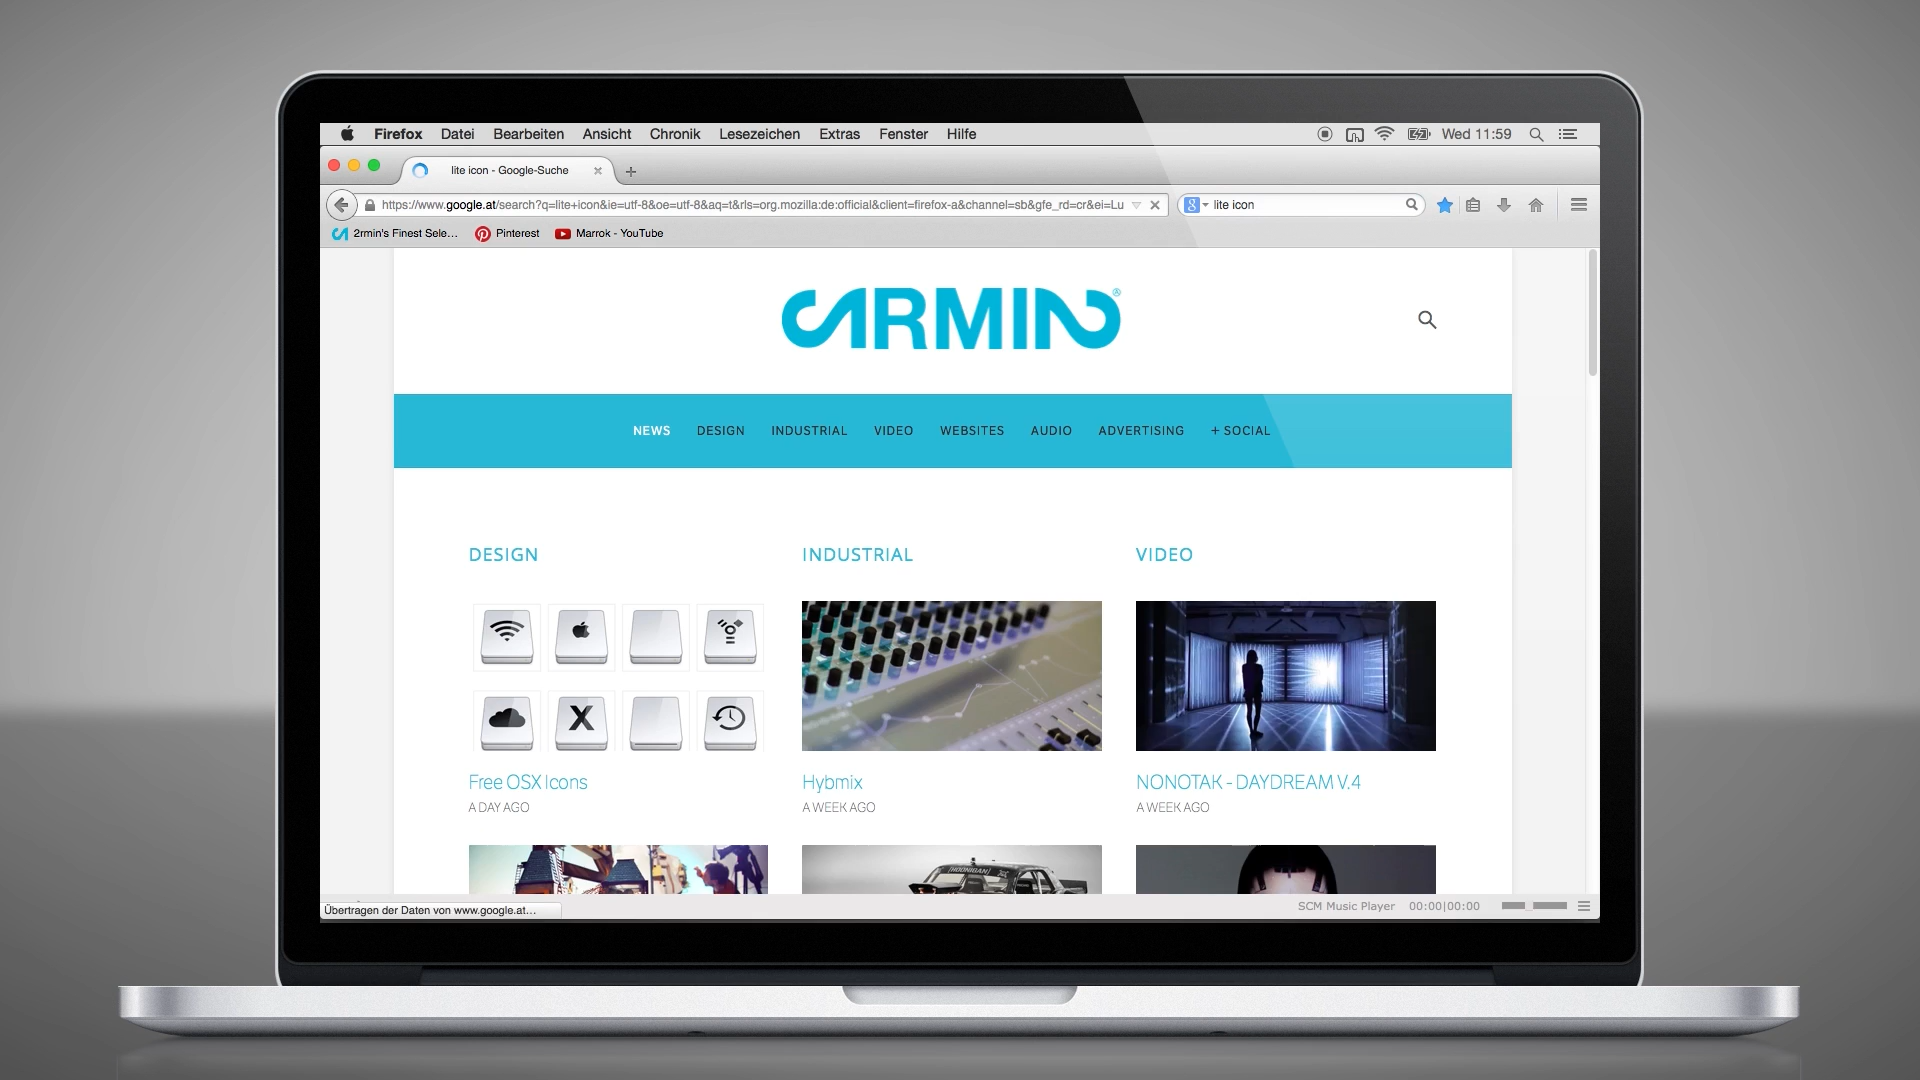 Firefox Datei Bearbeiten Ansicht Chronik Lesezeichen Extras Fenster Hilfe Wed 11:59
lite icon - Google-Suche
https://www.google.at/search?q=lite+icon&ie=utf-8&oe=utf-8&aq=t&rls=org.mozilla:de:official&client=firefox-a&channel=sb&gfe_rd=cr&ei=Lu 8 lite icon
2rmin's Finest Sele... Pinterest Marrok - YouTube
2RMIN®
NEWS DESIGN INDUSTRIAL VIDEO WEBSITES AUDIO ADVERTISING + SOCIAL
DESIGN INDUSTRIAL VIDEO
X
Free OSX Icons Hybmix NONOTAK - DAYDREAM V.4
A DAY AGO A WEEK AGO A WEEK AGO
HOONIGAN
Übertragen der Daten von www.google.at... SCM Music Player 00:00|00:00